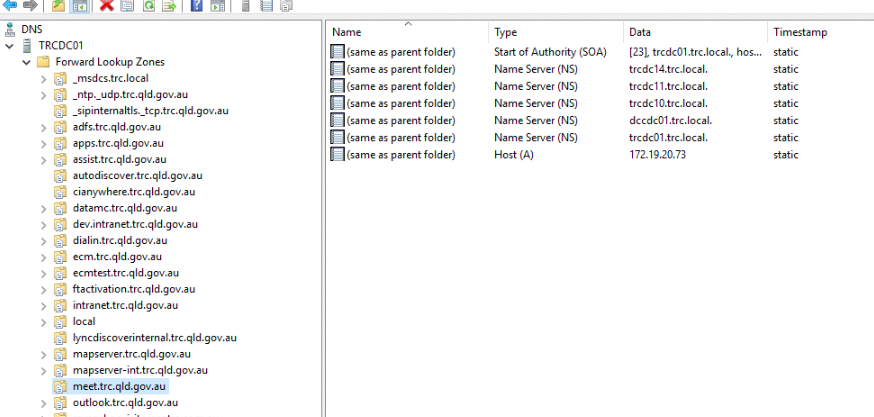 DNS
TRCDC01
Forward Lookup Zones
_msdcs.trc.local
_ntp._udp.trc.qld.gov.au
_sipinternaltls._tcp.trc.qld.gov.au
adfs.trc.qld.gov.au
apps.trc.qld.gov.au
assist.trc.qld.gov.au
autodiscover.trc.qld.gov.au
cianywhere.trc.qld.gov.au
datamc.trc.qld.gov.au
dev.intranet.trc.qld.gov.au
dialin.trc.qld.gov.au
ecm.trc.qld.gov.au
ecmtest.trc.qld.gov.au
ftactivation.trc.qld.gov.au
intranet.trc.qld.gov.au
local
lyncdiscoverinternal.trc.qld.gov.au
mapserver.trc.qld.gov.au
mapserver-int.trc.qld.gov.au
meet.trc.qld.gov.au
outlook.trc.qld.gov.au
Name Type Data Timestamp
(same as parent folder) Start of Authority (SOA) [23], trcdc01.trc.local., hos... static
(same as parent folder) Name Server (NS) trcdc14.trc.local. static
(same as parent folder) Name Server (NS) trcdc11.trc.local. static
(same as parent folder) Name Server (NS) trcdc10.trc.local. static
(same as parent folder) Name Server (NS) dccdc01.trc.local. static
(same as parent folder) Name Server (NS) trcdc01.trc.local. static
(same as parent folder) Host (A) 172.19.20.73 static